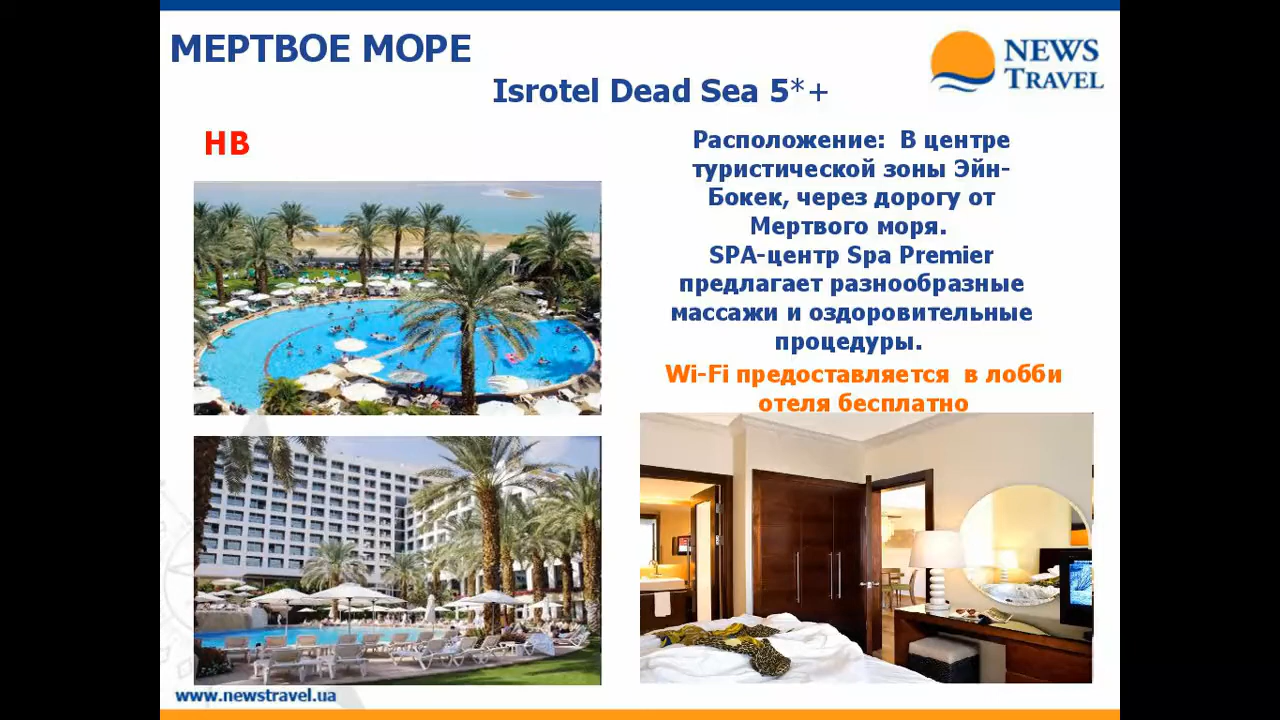 МЕРТВОЕ МОРЕ
NEWS
TRAVEL
Isrotel Dead Sea 5*+
HB
Расположение: В центре
туристической зоны Эйн-
Бокек, через дорогу от
Мертвого моря.
SPA-центр Spa Premier
предлагает разнообразные
массажи и оздоровительные
процедуры.
Wi-Fi предоставляется в лобби
отеля бесплатно
www.newstravel.ua